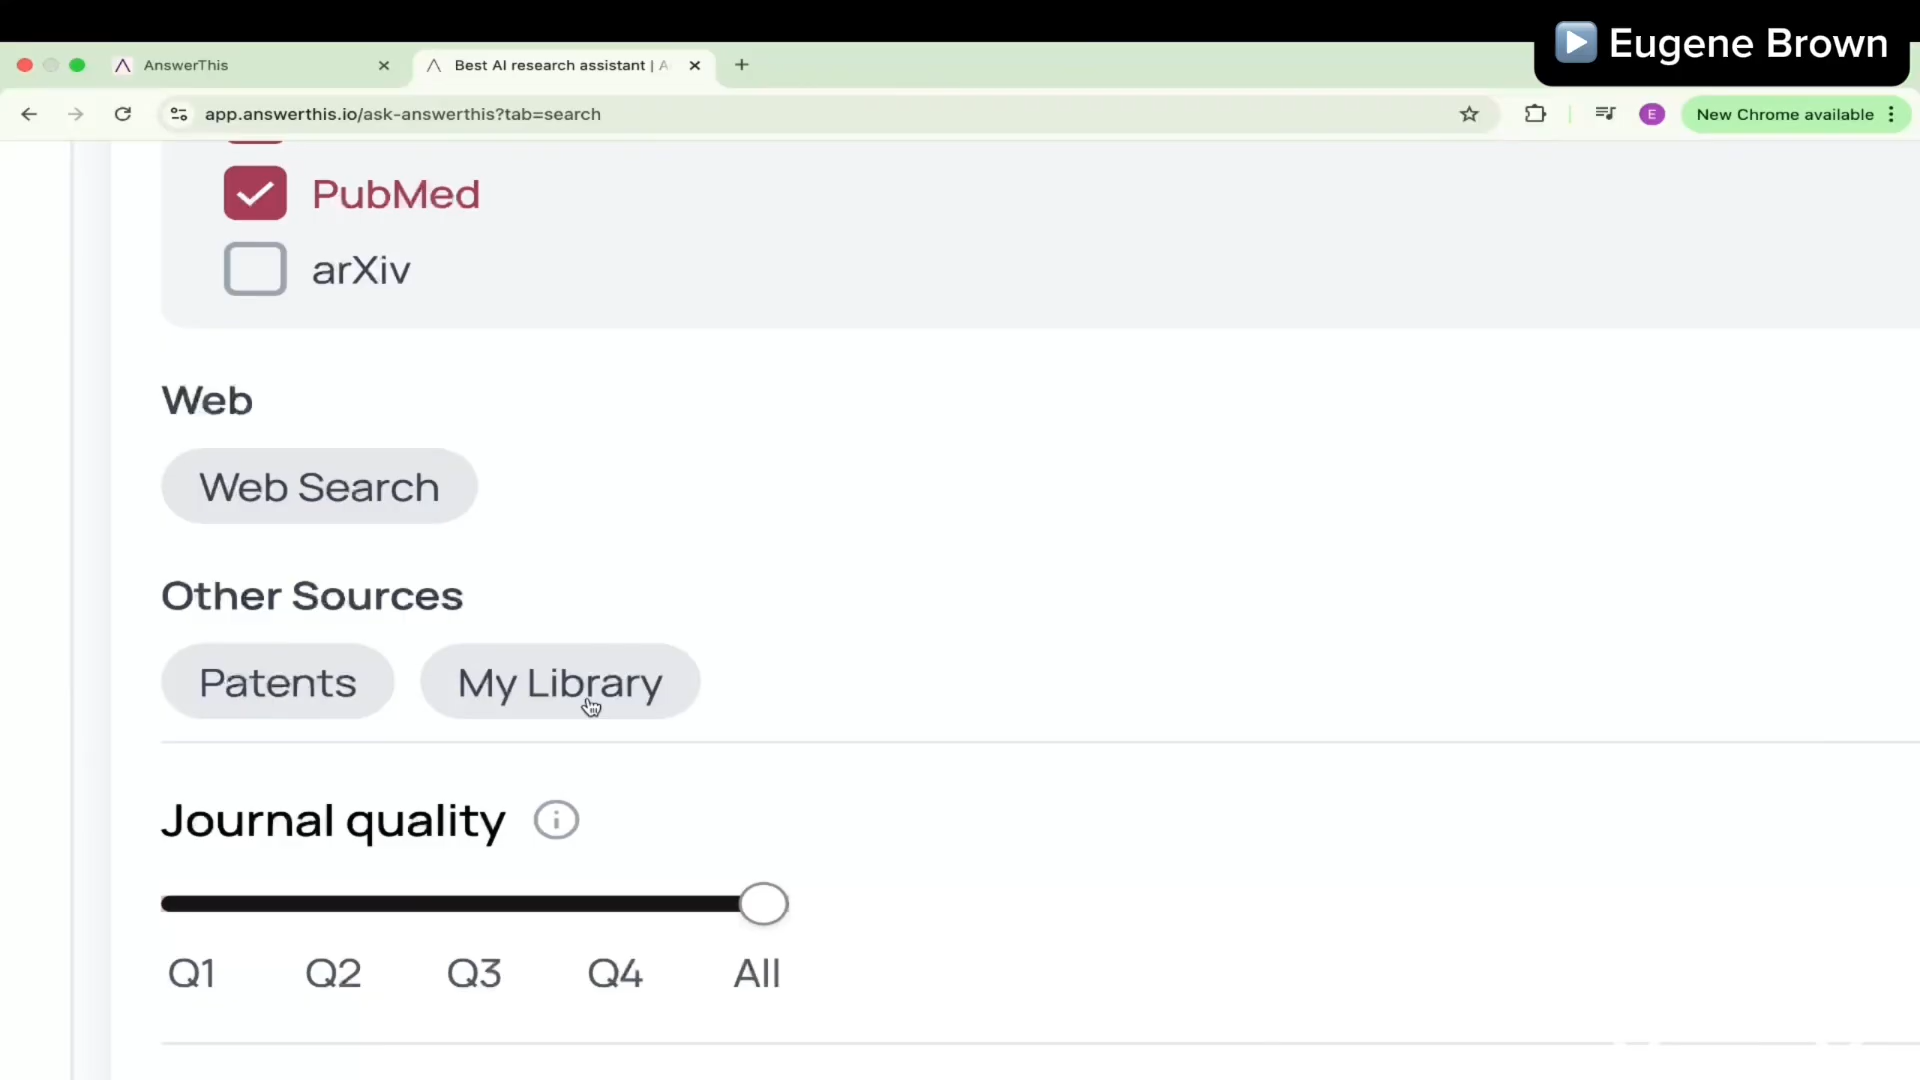 Eugene Brown
AnswerThis
Best AI research assistant | A
app.answerthis.io/ask-answerthis?tab=search
E
New Chrome available
PubMed
arXiv
Web
Web Search
Other Sources
Patents
My Library
Journal quality
Q1 Q2 Q3 Q4 All